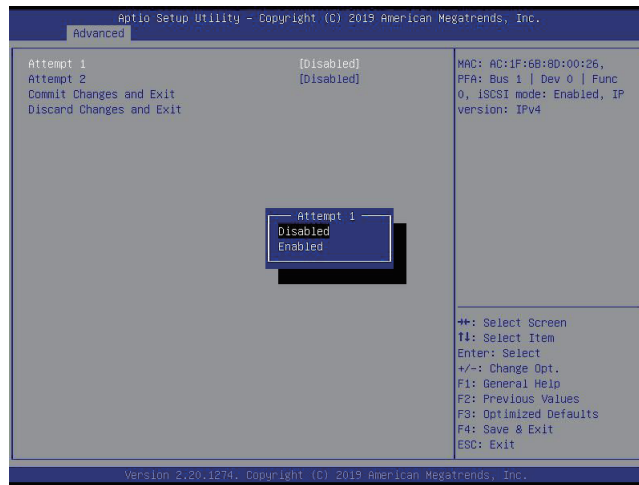 Aptio Setup Utility – Copyright (C) 2019 American Megatrends, Inc.
Advanced
Attempt 1 [Disabled]
Attempt 2 [Disabled]
Commit Changes and Exit
Discard Changes and Exit
MAC: AC:1F:6B:8D:00:26,
PFA: Bus 1 | Dev 0 | Func
0, iSCSI mode: Enabled, IP
version: IPv4
Attempt 1
Disabled
Enabled
→←: Select Screen
↑↓: Select Item
Enter: Select
+/-: Change Opt.
F1: General Help
F2: Previous Values
F3: Optimized Defaults
F4: Save & Exit
ESC: Exit
Version 2.20.1274. Copyright (C) 2019 American Megatrends, Inc.